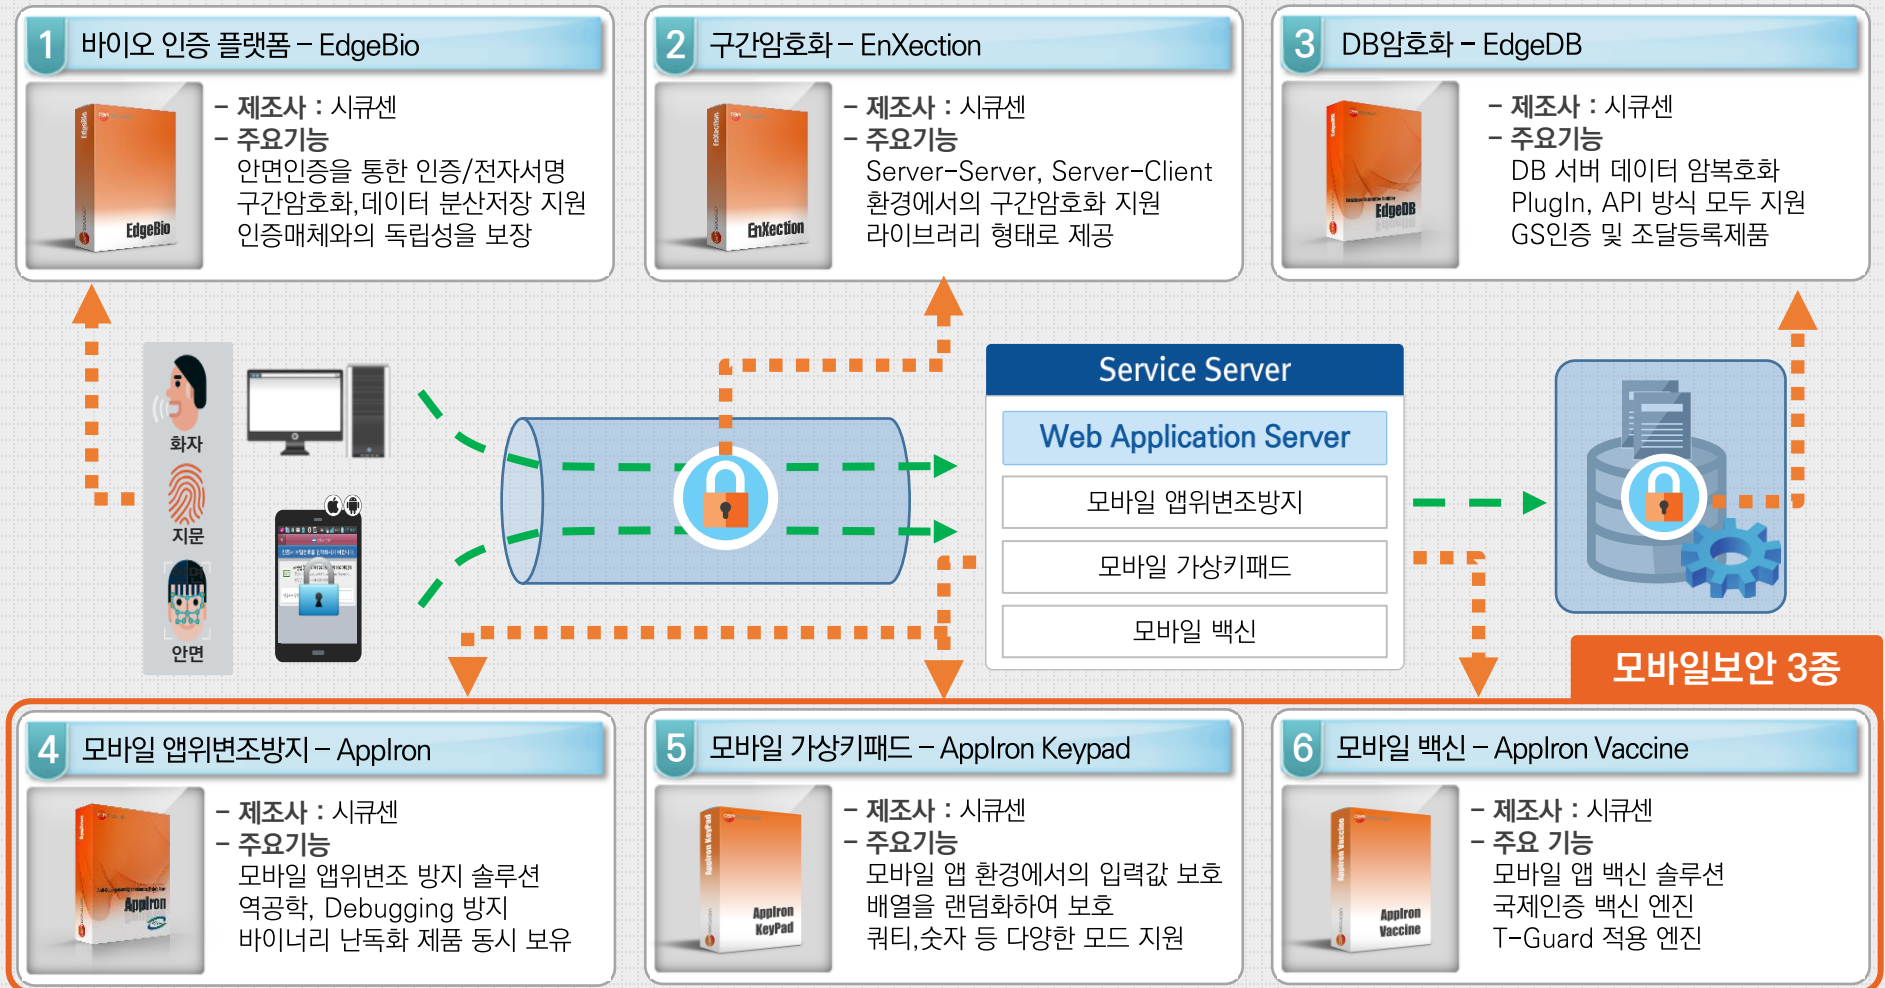 1 바이오 인증 플랫폼 – EdgeBio
EdgeBio
EdgeBio
– 제조사 : 시큐센
– 주요기능
안면인증을 통한 인증/전자서명
구간암호화,데이터 분산저장 지원
인증매체와의 독립성을 보장
2 구간암호화 – EnXection
EnXection
EnXection
– 제조사 : 시큐센
– 주요기능
Server-Server, Server-Client
환경에서의 구간암호화 지원
라이브러리 형태로 제공
3 DB암호화 – EdgeDB
EdgeDB
EdgeDB
– 제조사 : 시큐센
– 주요기능
DB 서버 데이터 암복호화
PlugIn, API 방식 모두 지원
GS인증 및 조달등록제품
화자
지문
안면
Service Server
Web Application Server
모바일 앱위변조방지
모바일 가상키패드
모바일 백신
모바일보안 3종
4 모바일 앱위변조방지 – AppIron
AppIron
– 제조사 : 시큐센
– 주요기능
모바일 앱위변조 방지 솔루션
역공학, Debugging 방지
바이너리 난독화 제품 동시 보유
5 모바일 가상키패드 – AppIron Keypad
AppIron KeyPad
AppIron
KeyPad
– 제조사 : 시큐센
– 주요기능
모바일 앱 환경에서의 입력값 보호
배열을 랜덤화하여 보호
쿼티,숫자 등 다양한 모드 지원
6 모바일 백신 – AppIron Vaccine
AppIron Vaccine
AppIron
Vaccine
– 제조사 : 시큐센
– 주요 기능
모바일 앱 백신 솔루션
국제인증 백신 엔진
T-Guard 적용 엔진